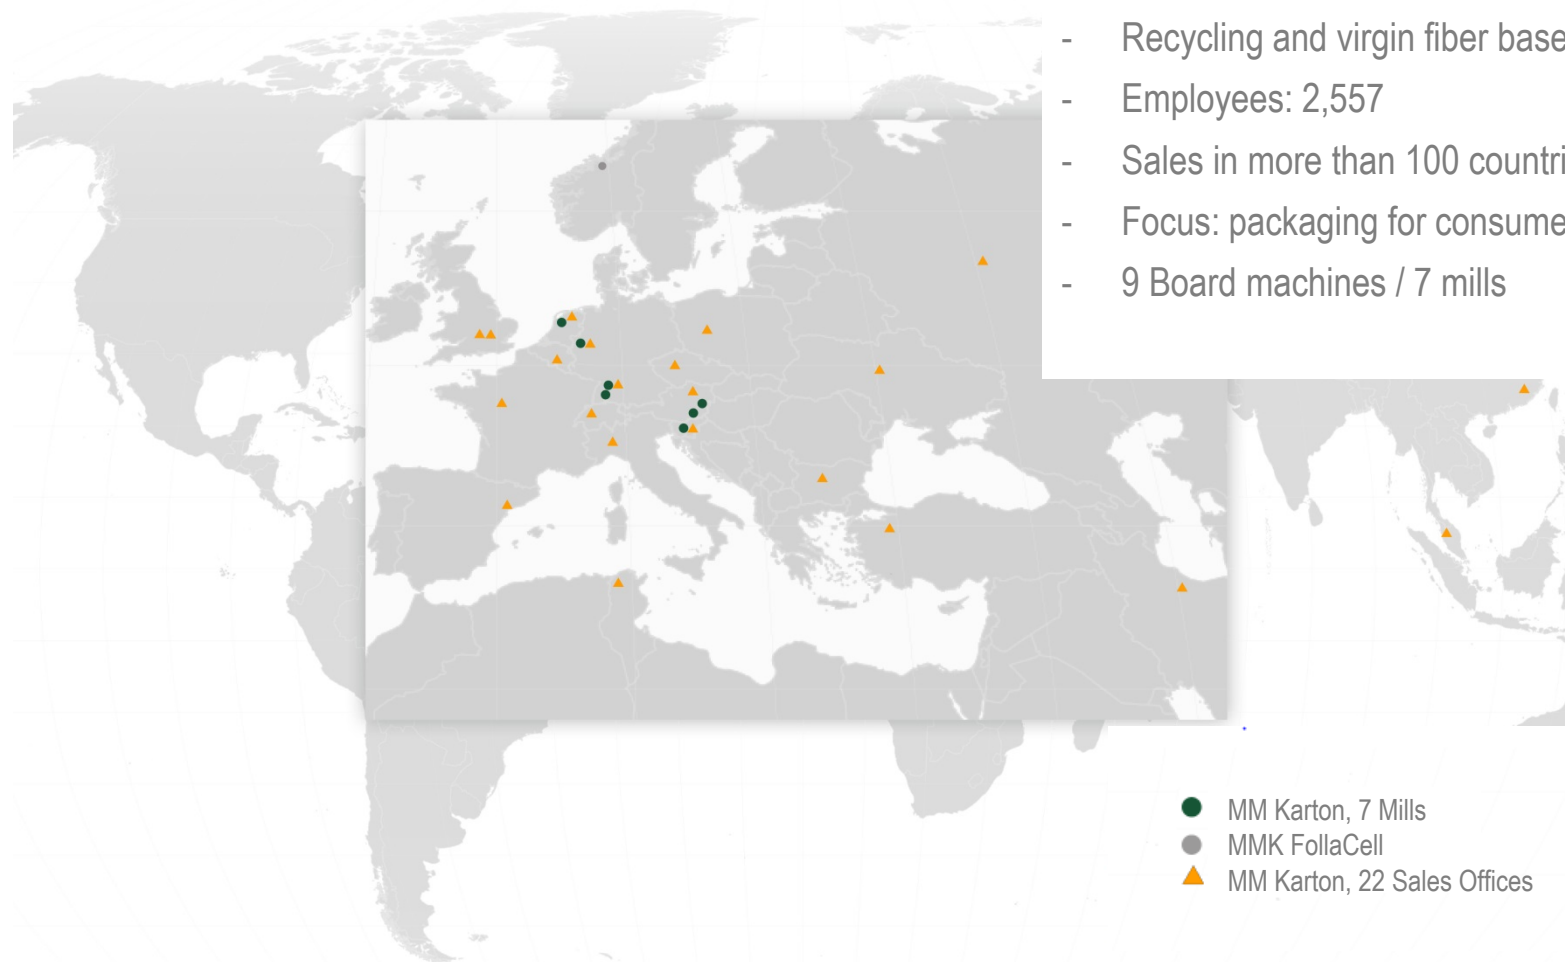 - Recycling and virgin fiber base
- Employees: 2,557
- Sales in more than 100 countri
- Focus: packaging for consume
- 9 Board machines / 7 mills
MM Karton, 7 Mills
MMK FollaCell
MM Karton, 22 Sales Offices